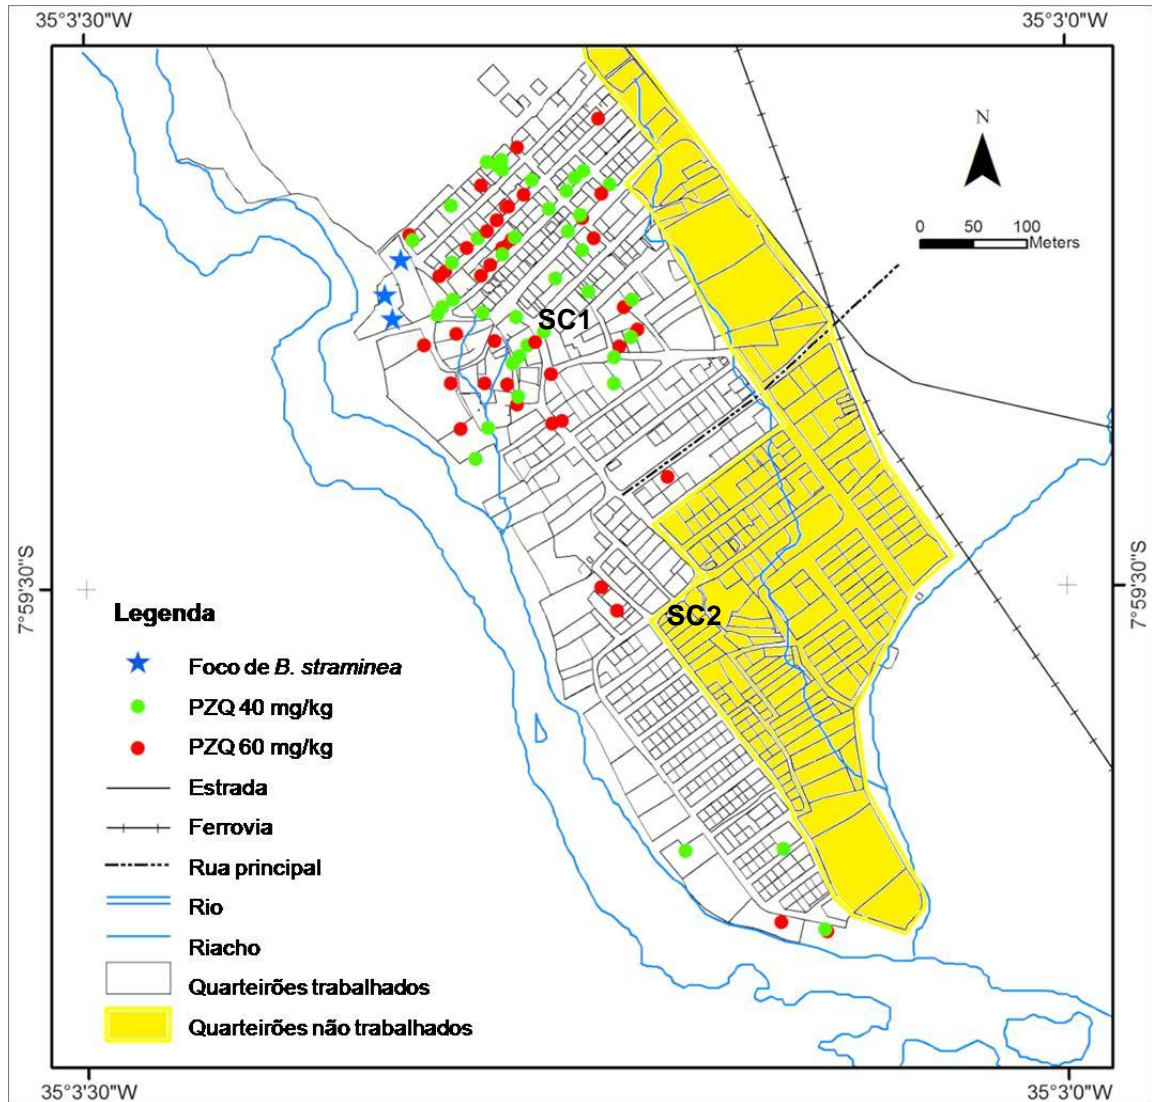 35°3'30"W
35°3'0"W
N
0 50 100
Meters
SC1
7°59'30"S
7°59'30"S
SC2
Legenda
Foco de B. straminea
PZQ 40 mg/kg
PZQ 60 mg/kg
Estrada
Ferrovia
Rua principal
Rio
Riacho
Quarteirões trabalhados
Quarteirões não trabalhados
35°3'30"W
35°3'0"W